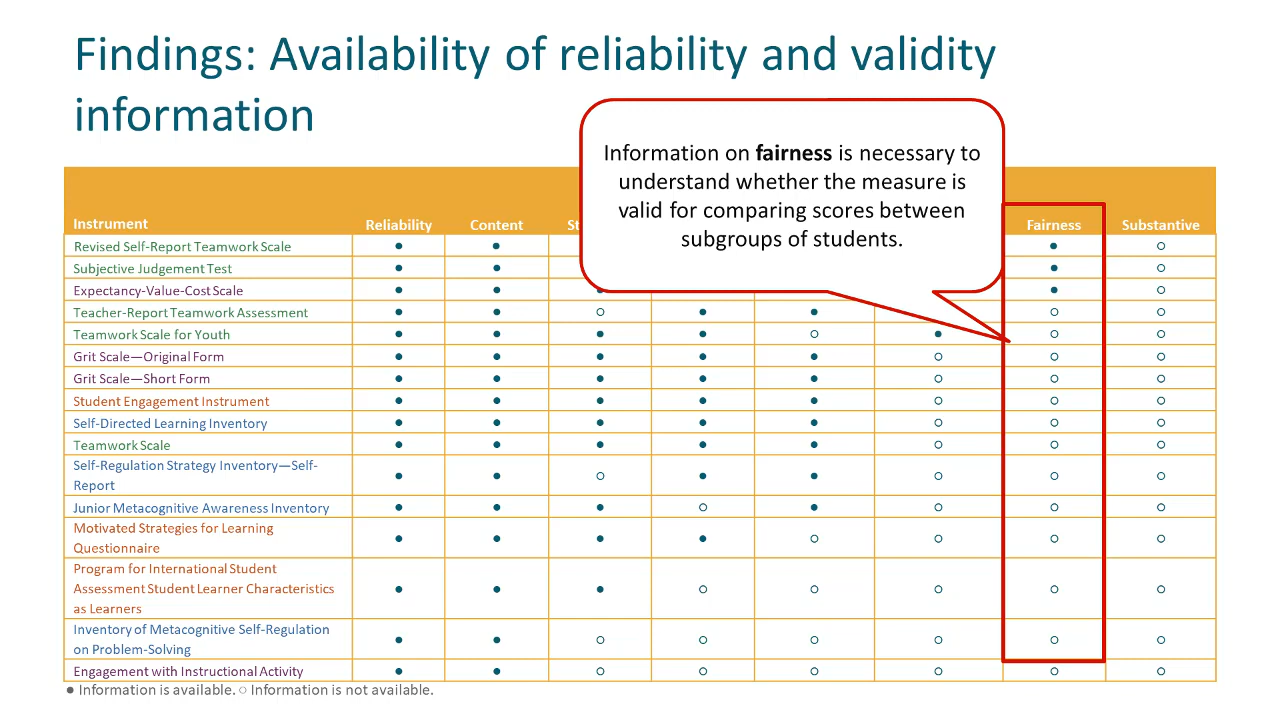 Findings: Availability of reliability and validity
information
Information on fairness is necessary to
understand whether the measure is
valid for comparing scores between
subgroups of students.
Instrument Reliability Content St Fairness Substantive
Revised Self-Report Teamwork Scale ● ● ● ○
Subjective Judgement Test ● ● ● ○
Expectancy-Value-Cost Scale ● ● ● ● ○
Teacher-Report Teamwork Assessment ● ● ○ ● ● ○ ○
Teamwork Scale for Youth ● ● ● ● ○ ● ○ ○
Grit Scale—Original Form ● ● ● ● ● ○ ○ ○
Grit Scale—Short Form ● ● ● ● ● ○ ○ ○
Student Engagement Instrument ● ● ● ● ● ○ ○ ○
Self-Directed Learning Inventory ● ● ● ● ● ○ ○ ○
Teamwork Scale ● ● ● ● ● ○ ○ ○
Self-Regulation Strategy Inventory—Self-
Report ● ● ○ ● ● ○ ○ ○
Junior Metacognitive Awareness Inventory ● ● ● ○ ● ○ ○ ○
Motivated Strategies for Learning
Questionnaire ● ● ● ● ○ ○ ○ ○
Program for International Student
Assessment Student Learner Characteristics ● ● ● ○ ○ ○ ○ ○
as Learners
Inventory of Metacognitive Self-Regulation
on Problem-Solving ● ● ○ ○ ○ ○ ○ ○
Engagement with Instructional Activity ● ● ○ ○ ○ ○ ○ ○
● Information is available. ○ Information is not available.